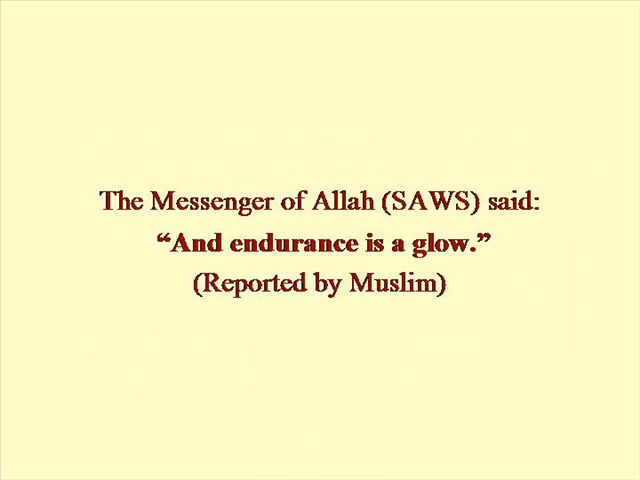 The Messenger of Allah (SAWS) said:
“And endurance is a glow.”
(Reported by Muslim)